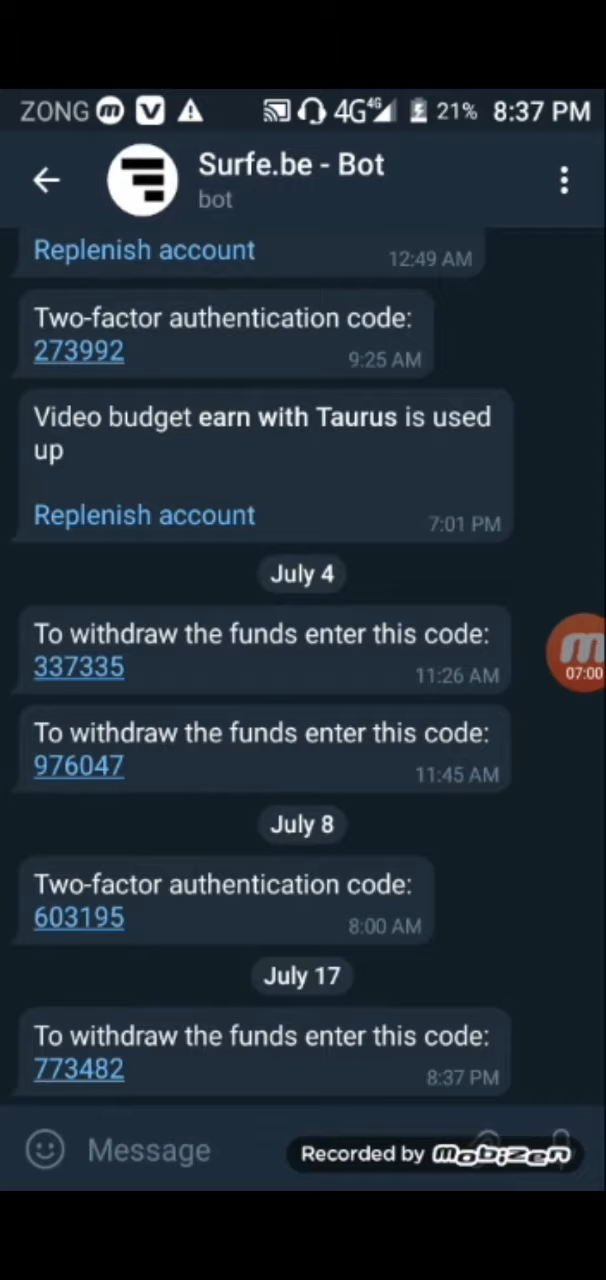 ZONG 4G 4G 21% 8:37 PM
Surfe.be - Bot
bot
Replenish account
12:49 AM
Two-factor authentication code:
273992
9:25 AM
Video budget earn with Taurus is used
up
Replenish account
7:01 PM
July 4
To withdraw the funds enter this code:
337335
11:26 AM
To withdraw the funds enter this code:
976047
11:45 AM
07:00
July 8
Two-factor authentication code:
603195
8:00 AM
July 17
To withdraw the funds enter this code:
773482
8:37 PM
Message
Recorded by mobizen